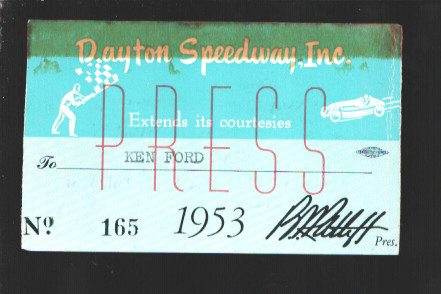 Dayton Speedway, Inc.
PRESS
Extends its courtesies
To KEN FORD
Nº 165 1953
Pres.